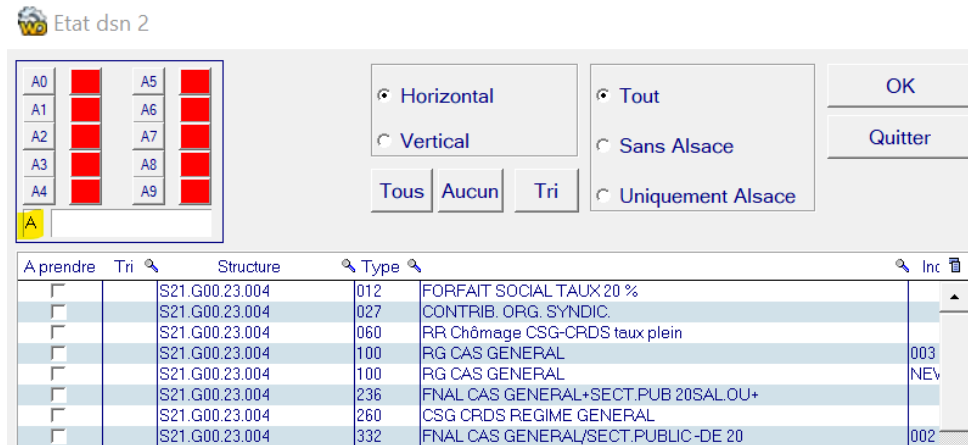 Etat dsn 2
A0 A5
A1 A6
A2 A7
A3 A8
A4 A9
A
Horizontal
Vertical
Tous Aucun Tri
Tout
Sans Alsace
Uniquement Alsace
OK
Quitter
A prendre Tri Structure Type Inc
S21.G00.23.004 012 FORFAIT SOCIAL TAUX 20 %
S21.G00.23.004 027 CONTRIB. ORG. SYNDIC.
S21.G00.23.004 060 RR Chômage CSG-CRDS taux plein
S21.G00.23.004 100 RG CAS GENERAL 003
S21.G00.23.004 100 RG CAS GENERAL NEV
S21.G00.23.004 236 FNAL CAS GENERAL+SECT.PUB 20SAL.OU+
S21.G00.23.004 260 CSG CRDS REGIME GENERAL
S21.G00.23.004 332 FNAL CAS GENERAL/SECT.PUBLIC -DE 20 002